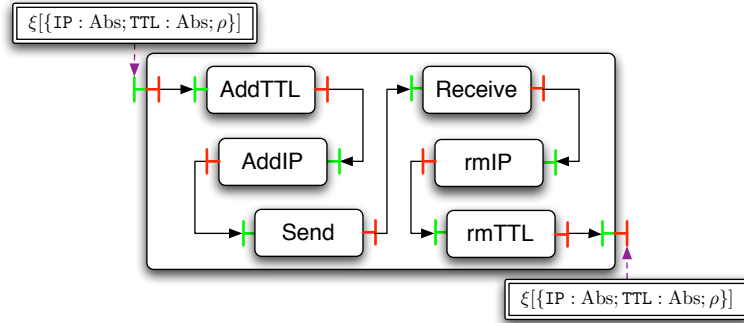 ξ[{IP : Abs; TTL : Abs; ρ}]
AddTTL
Receive
AddIP
rmIP
Send
rmTTL
ξ[{IP : Abs; TTL : Abs; ρ}]